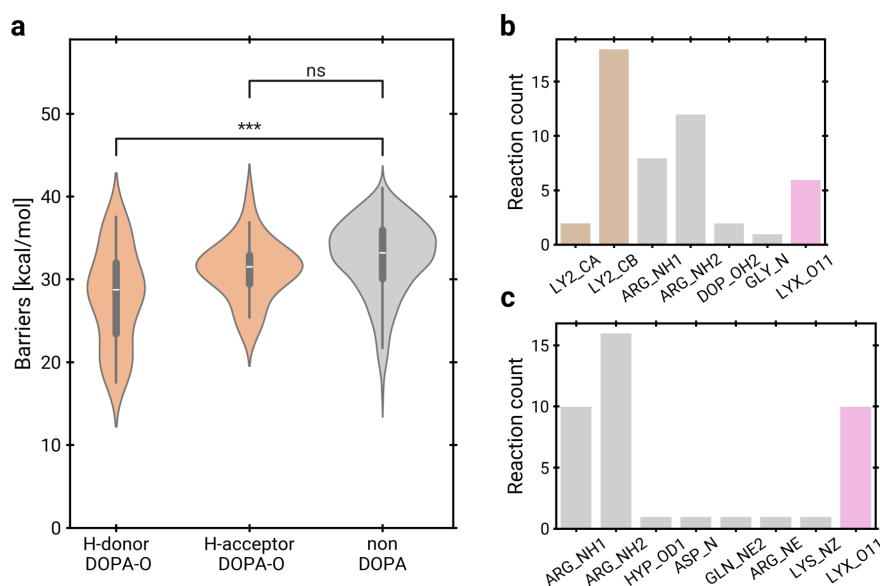 a
Barriers [kcal/mol]
50
40
30
20
10
0
ns
***
H-donor
DOPA-O
H-acceptor
DOPA-O
non
DOPA
b
Reaction count
15
10
5
0
LY2_CA
LY2_CB
ARG_NH1
ARG_NH2
DOP_OH2
GLY_N
LYX_O11
c
Reaction count
15
10
5
0
ARG_NH1
ARG_NH2
HYP_OD1
ASP_N
GLN_NE2
ARG_NE
LYS_NZ
LYX_O11